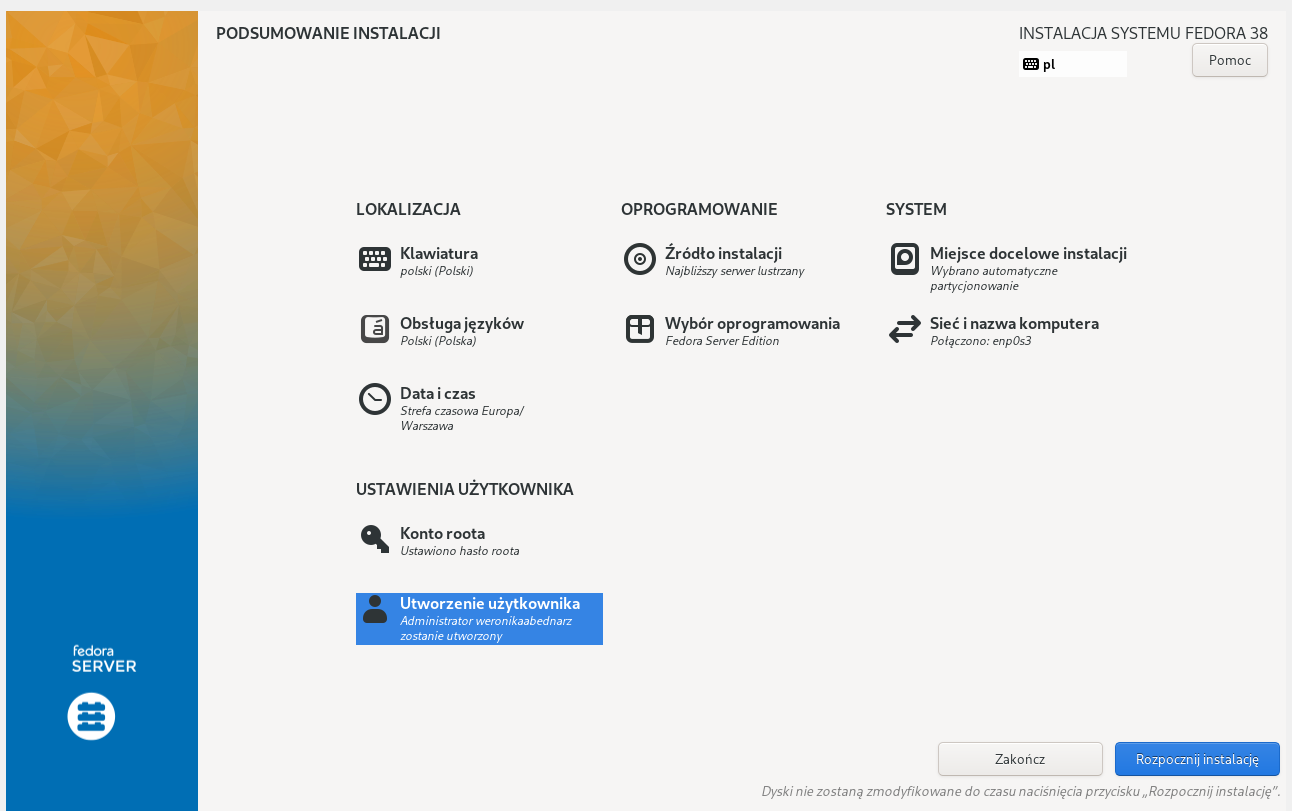 PODSUMOWANIE INSTALACJI
INSTALACJA SYSTEMU FEDORA 38
pl
Pomoc
LOKALIZACJA
Klawiatura
polski (Polski)
Obsługa języków
Polski (Polska)
Data i czas
Strefa czasowa Europa/
Warszawa
OPROGRAMOWANIE
Źródło instalacji
Najbliższy serwer lustrzany
Wybór oprogramowania
Fedora Server Edition
SYSTEM
Miejsce docelowe instalacji
Wybrano automatyczne
partycjonowanie
Sieć i nazwa komputera
Połączono: enp0s3
USTAWIENIA UŻYTKOWNIKA
Konto roota
Ustawiono hasło roota
Utworzenie użytkownika
Administrator weronikaabednarz
zostanie utworzony
fedora
SERVER
Zakończ
Rozpocznij instalację
Dyski nie zostaną zmodyfikowane do czasu naciśnięcia przycisku „Rozpocznij instalację”.